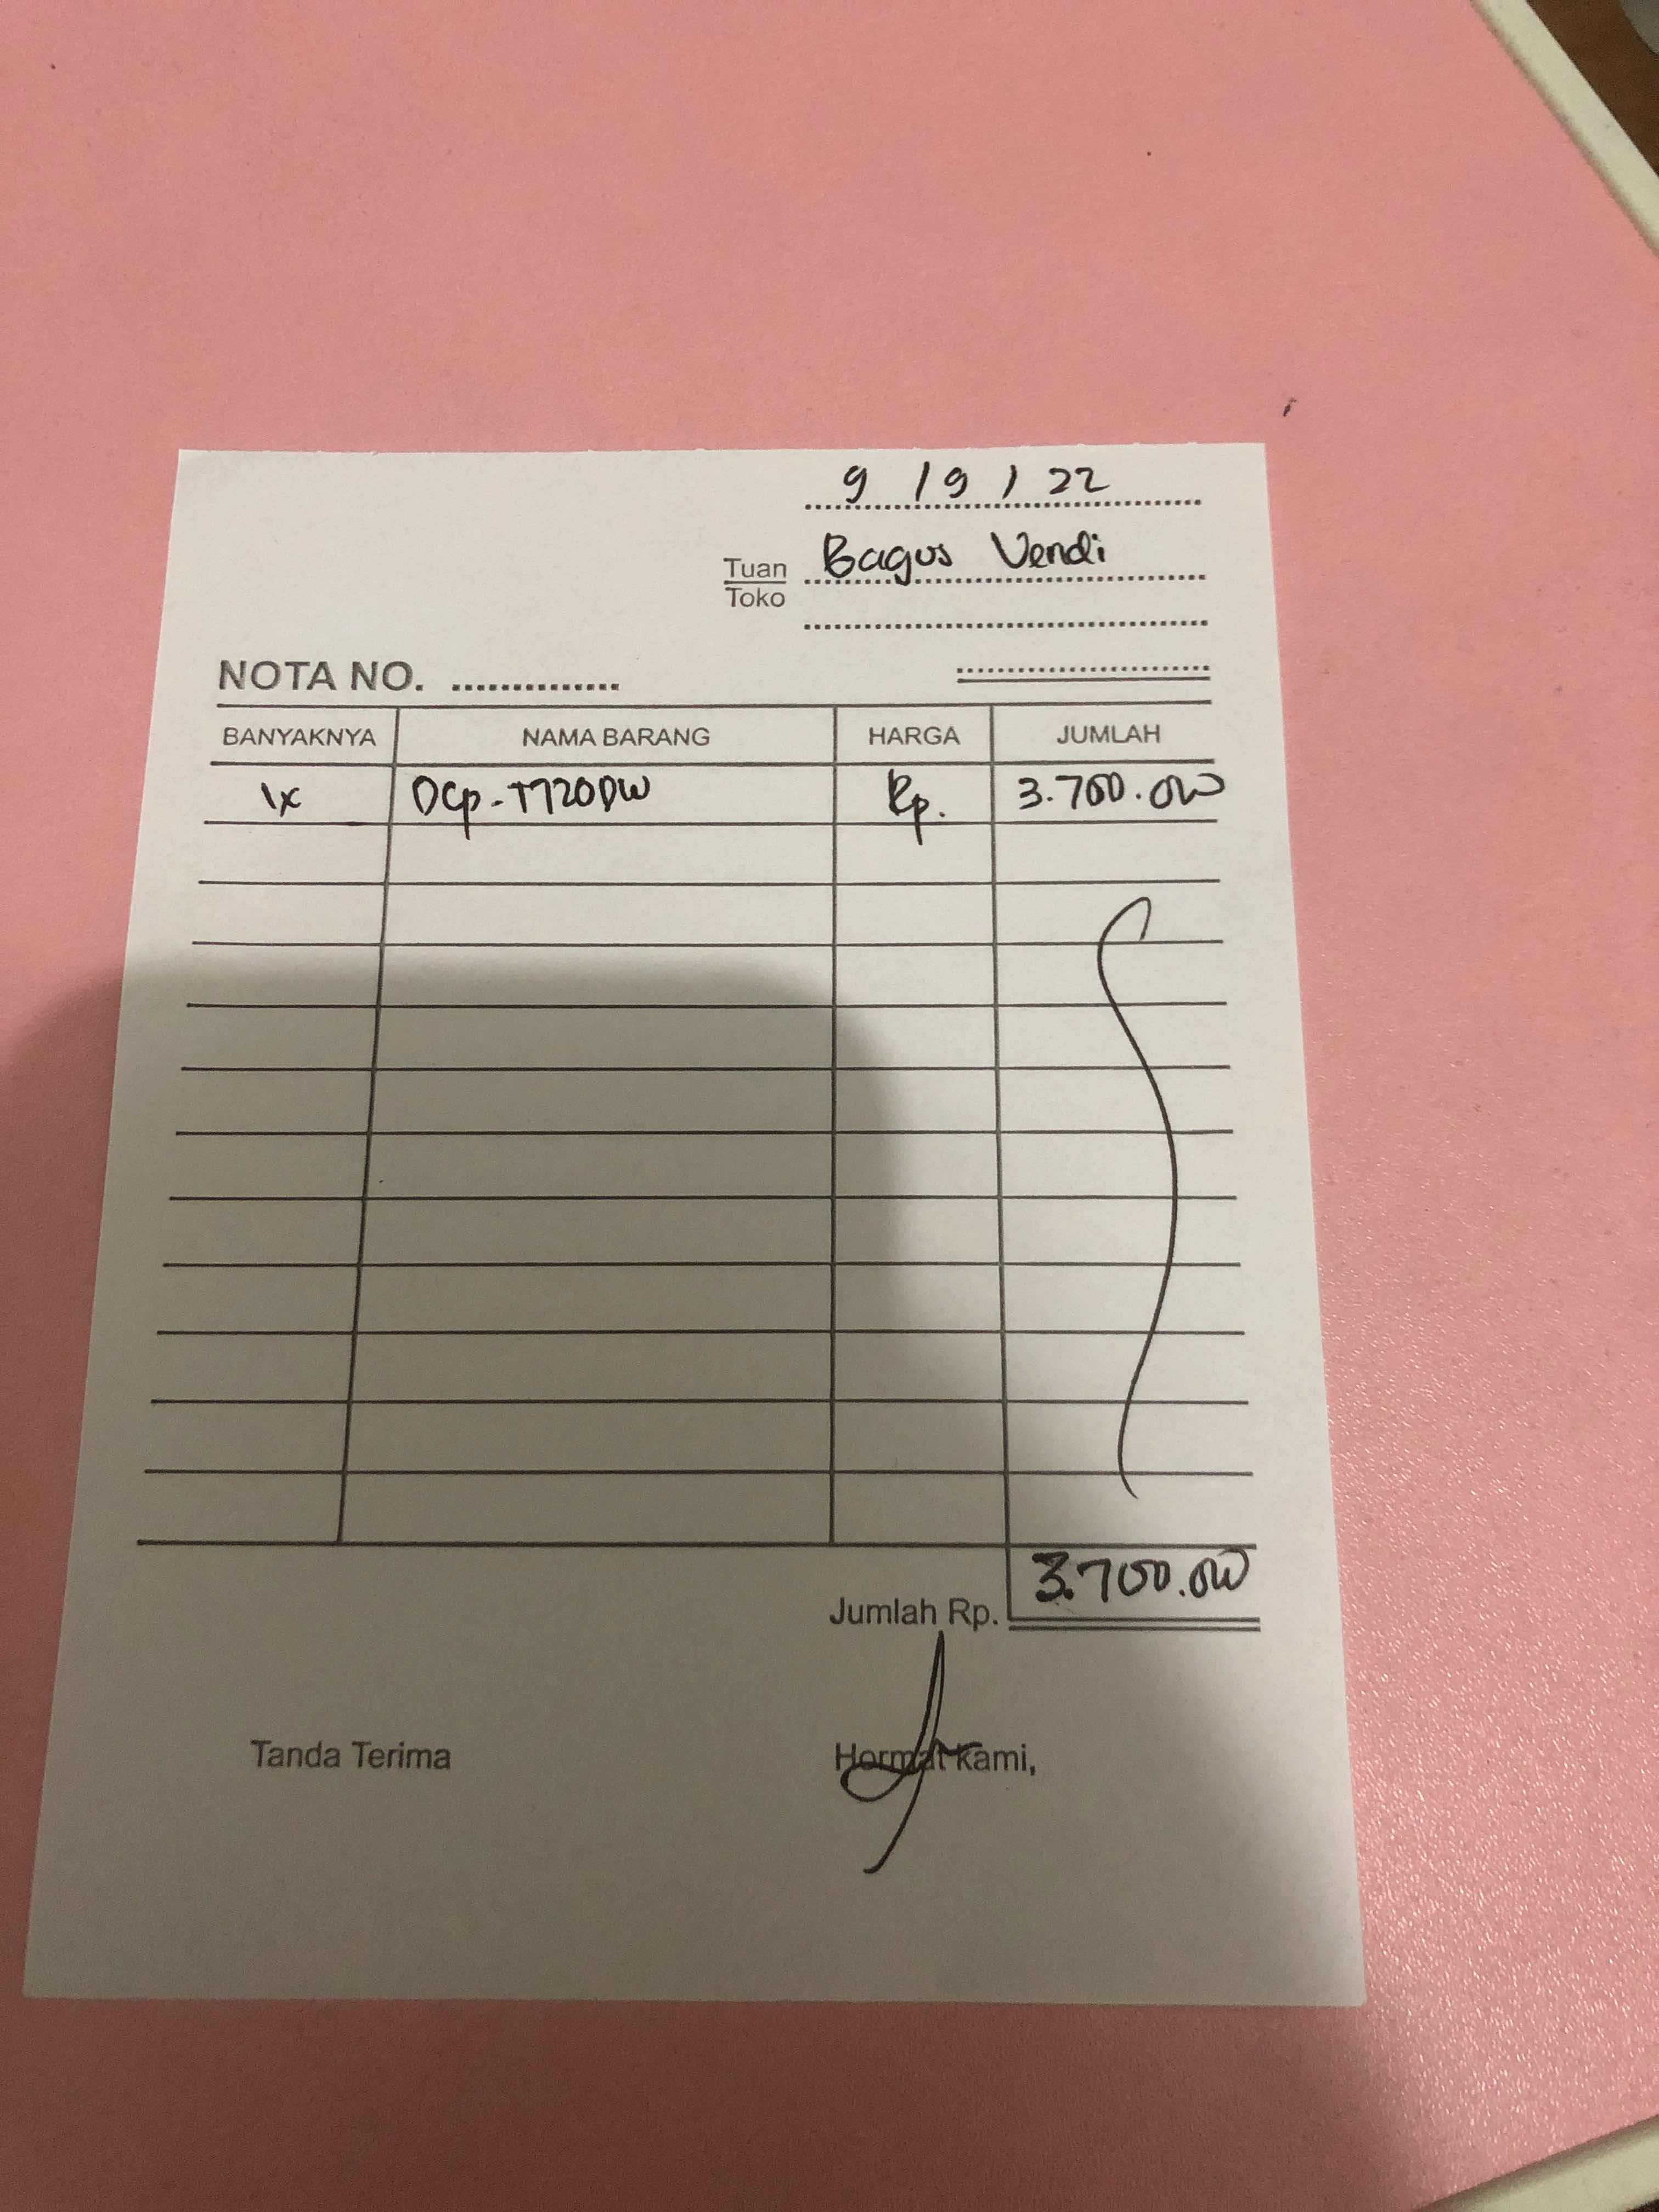 9 / 9 / 22
Tuan Bagus Vendi
Toko
NOTA NO. ..............
BANYAKNYA NAMA BARANG HARGA JUMLAH
1x DCP-T720DW Rp. 3.700.000
Jumlah Rp. 3.700.000
Tanda Terima Hormat kami,